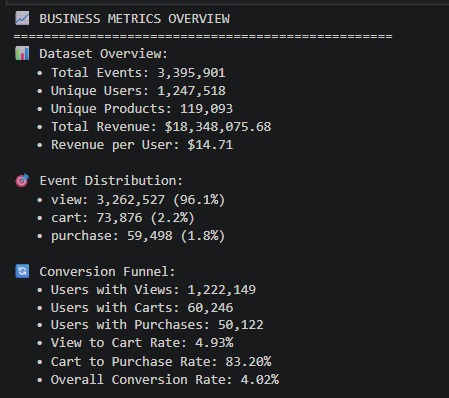 📈 BUSINESS METRICS OVERVIEW
==================================================
📊 Dataset Overview:
• Total Events: 3,395,901
• Unique Users: 1,247,518
• Unique Products: 119,093
• Total Revenue: $18,348,075.68
• Revenue per User: $14.71
🎯 Event Distribution:
• view: 3,262,527 (96.1%)
• cart: 73,876 (2.2%)
• purchase: 59,498 (1.8%)
🔄 Conversion Funnel:
• Users with Views: 1,222,149
• Users with Carts: 60,246
• Users with Purchases: 50,122
• View to Cart Rate: 4.93%
• Cart to Purchase Rate: 83.20%
• Overall Conversion Rate: 4.02%